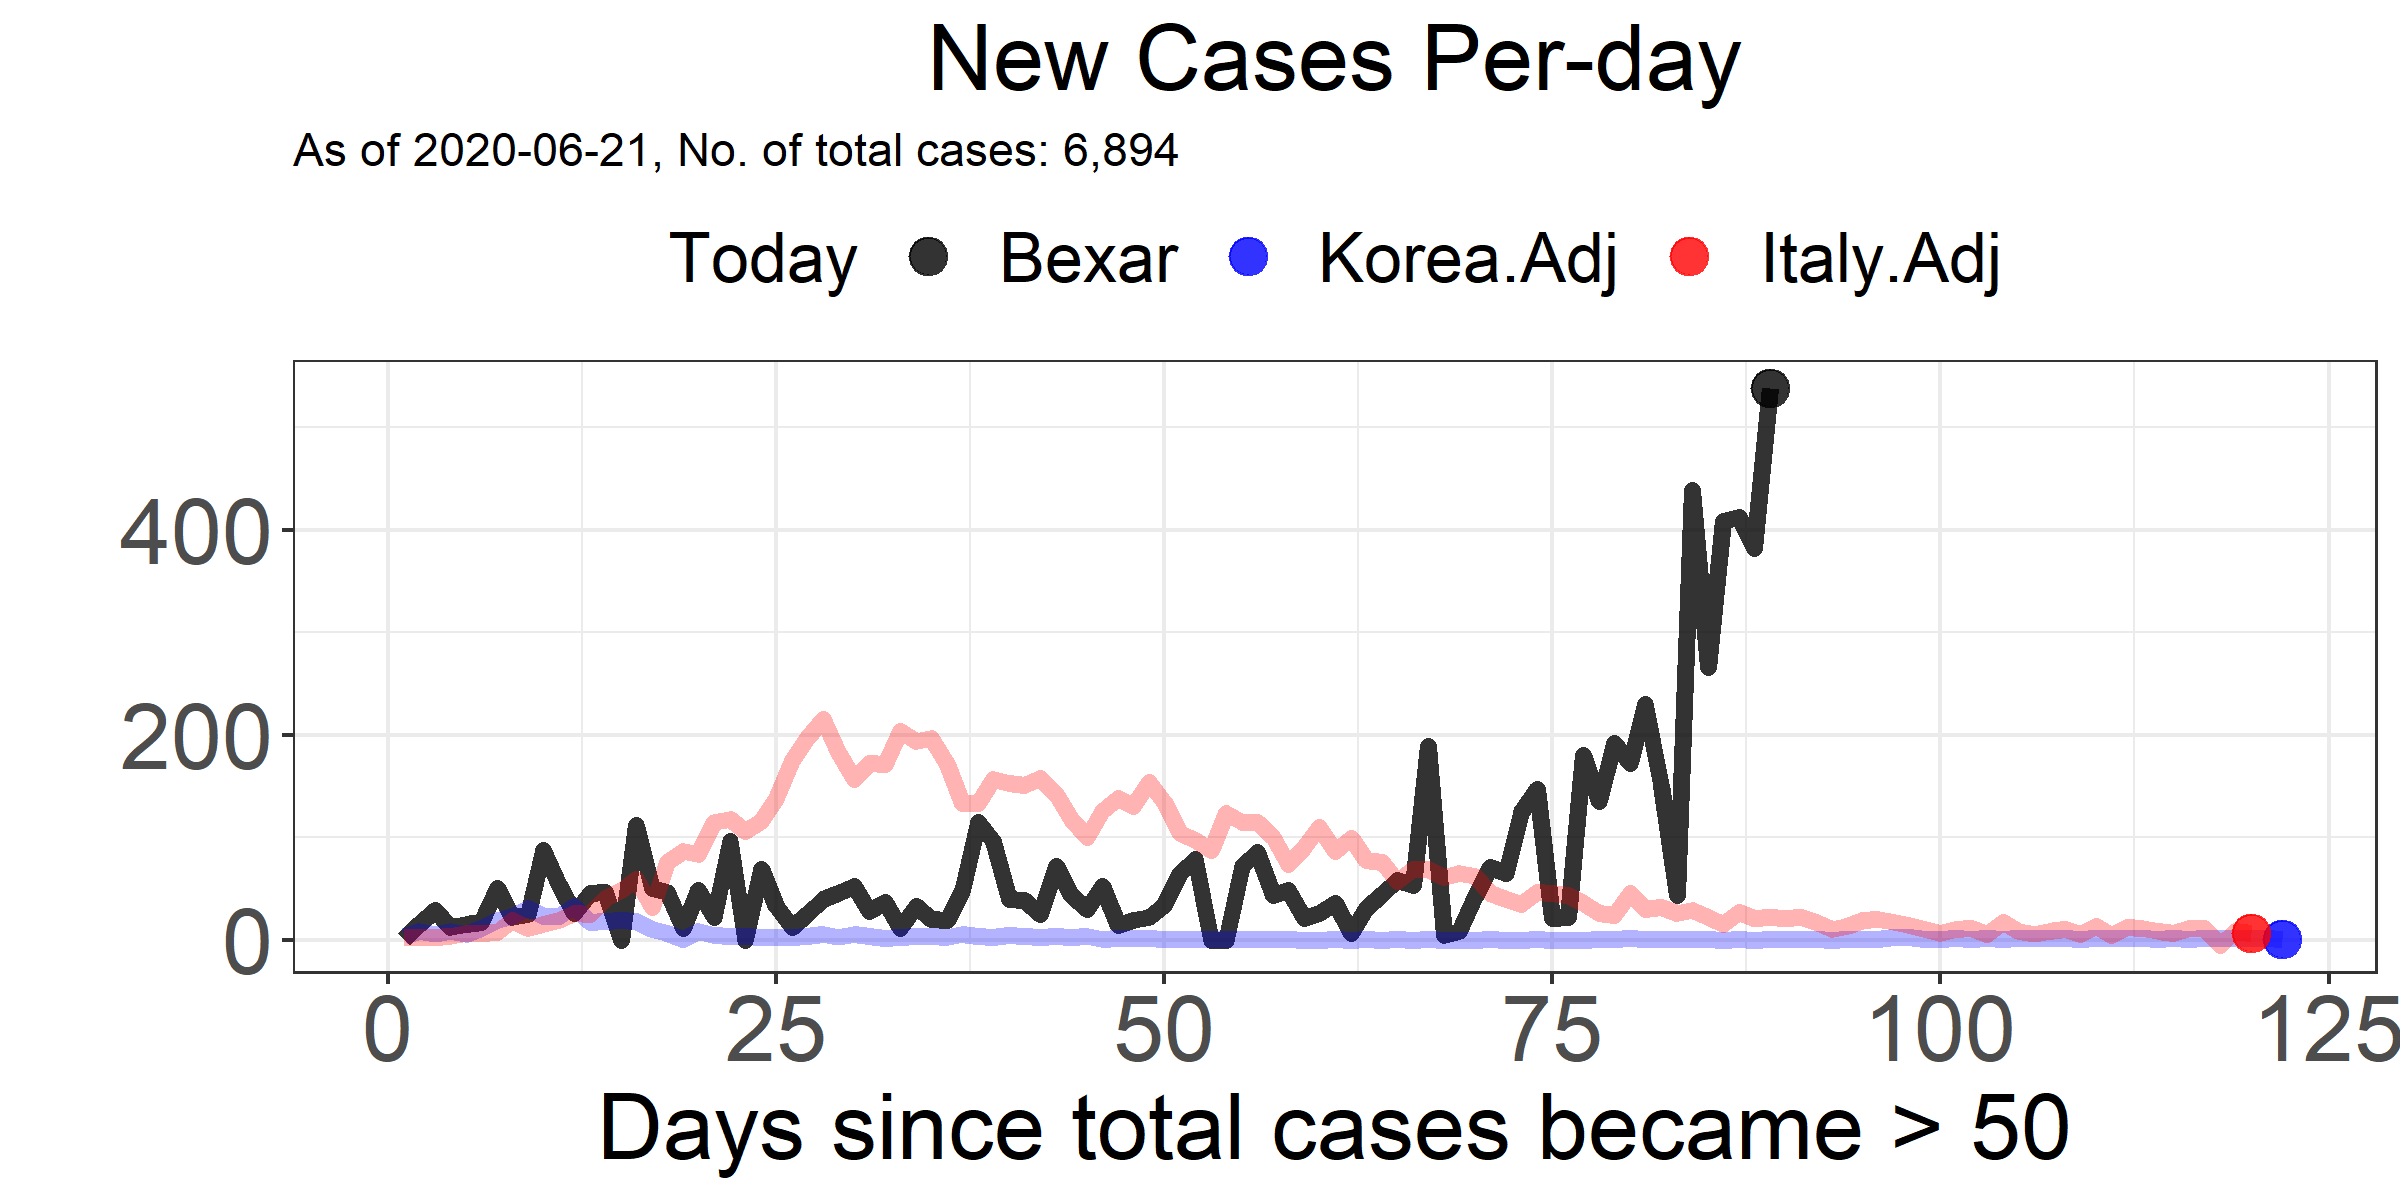 New Cases Per-day
As of 2020-06-21, No. of total cases: 6,894
Today Bexar Korea.Adj Italy.Adj
400
200
0
0 25 50 75 100 125
Days since total cases became > 50